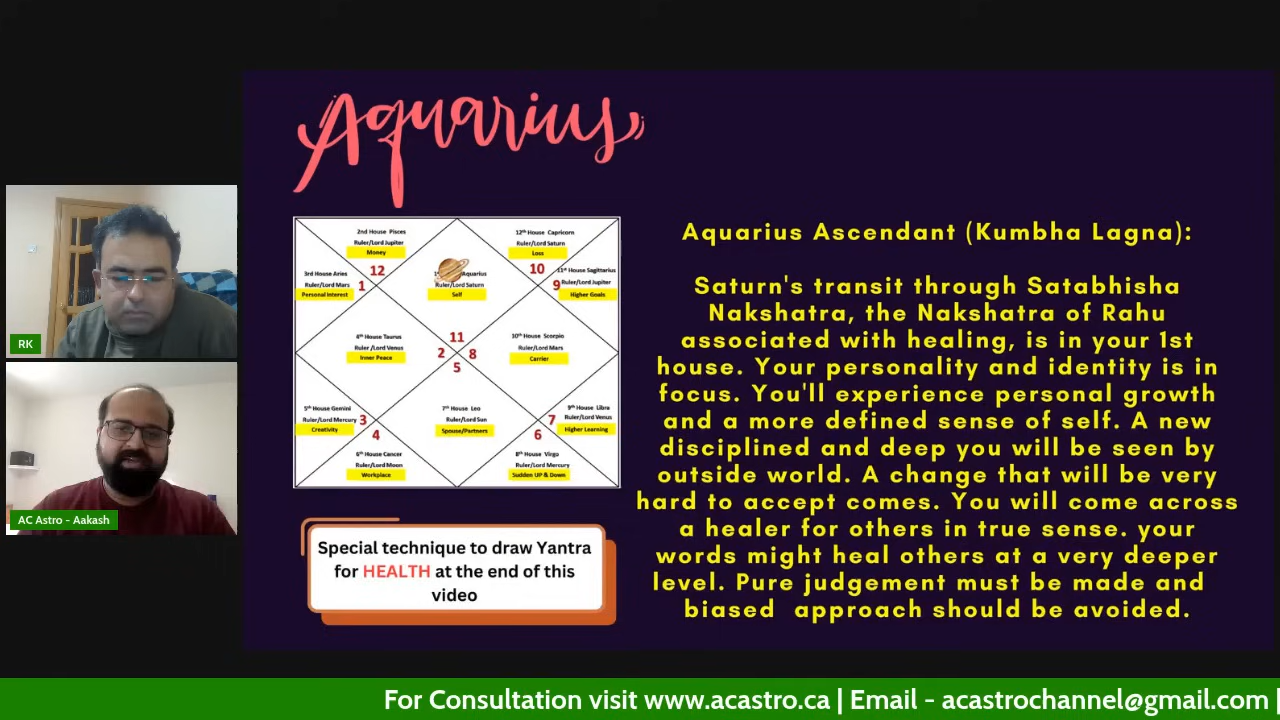 Aquarius
2nd House Pisces
Ruler/Lord Jupiter
Money
12
12th House Capricorn
Ruler/Lord Saturn
Loss
10
3rd House Aries
Ruler/Lord Mars
Personal Interest
1
Aquarius
Ruler/Lord Saturn
Self
11th House Sagittarius
Ruler/Lord Jupiter
Higher Goals
9
4th House Taurus
Ruler/Lord Venus
Inner Peace
11
2 8
5
10th House Scorpio
Ruler/Lord Mars
Carrier
5th House Gemini
Ruler/Lord Mercury
Creativity
3
4
7th House Leo
Ruler/Lord Sun
Spouse/Partners
9th House Libra
Ruler/Lord Venus
Higher Learning
7
6
6th House Cancer
Ruler/Lord Moon
Workplace
8th House Virgo
Ruler/Lord Mercury
Sudden UP & Down
Special technique to draw Yantra
for HEALTH at the end of this
video
Aquarius Ascendant (Kumbha Lagna):
Saturn's transit through Satabhisha
Nakshatra, the Nakshatra of Rahu
associated with healing, is in your 1st
house. Your personality and identity is in
focus. You'll experience personal growth
and a more defined sense of self. A new
disciplined and deep you will be seen by
outside world. A change that will be very
hard to accept comes. You will come across
a healer for others in true sense. your
words might heal others at a very deeper
level. Pure judgement must be made and
biased approach should be avoided.
RK
AC Astro - Aakash
For Consultation visit www.acastro.ca | Email - acastrochannel@gmail.com